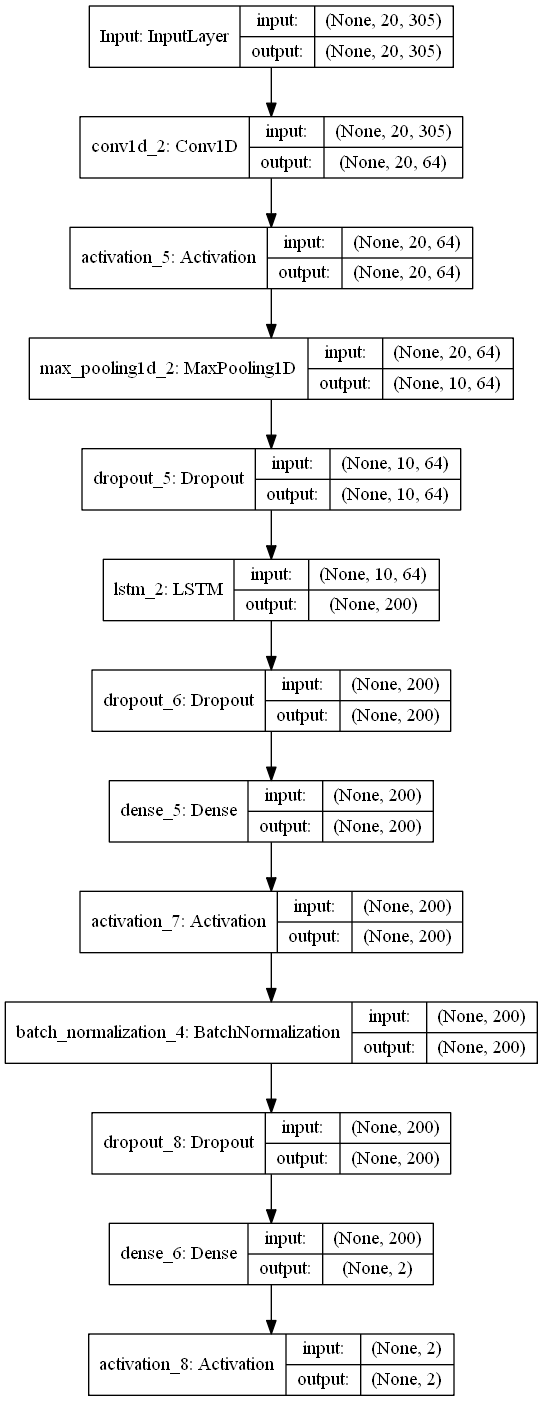 Input: InputLayer
input: (None, 20, 305)
output: (None, 20, 305)
conv1d_2: Conv1D
input: (None, 20, 305)
output: (None, 20, 64)
activation_5: Activation
input: (None, 20, 64)
output: (None, 20, 64)
max_pooling1d_2: MaxPooling1D
input: (None, 20, 64)
output: (None, 10, 64)
dropout_5: Dropout
input: (None, 10, 64)
output: (None, 10, 64)
lstm_2: LSTM
input: (None, 10, 64)
output: (None, 200)
dropout_6: Dropout
input: (None, 200)
output: (None, 200)
dense_5: Dense
input: (None, 200)
output: (None, 200)
activation_7: Activation
input: (None, 200)
output: (None, 200)
batch_normalization_4: BatchNormalization
input: (None, 200)
output: (None, 200)
dropout_8: Dropout
input: (None, 200)
output: (None, 200)
dense_6: Dense
input: (None, 200)
output: (None, 2)
activation_8: Activation
input: (None, 2)
output: (None, 2)